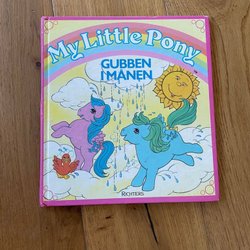 My Little Pony
GUBBEN
I MÅNEN
RICHTERS